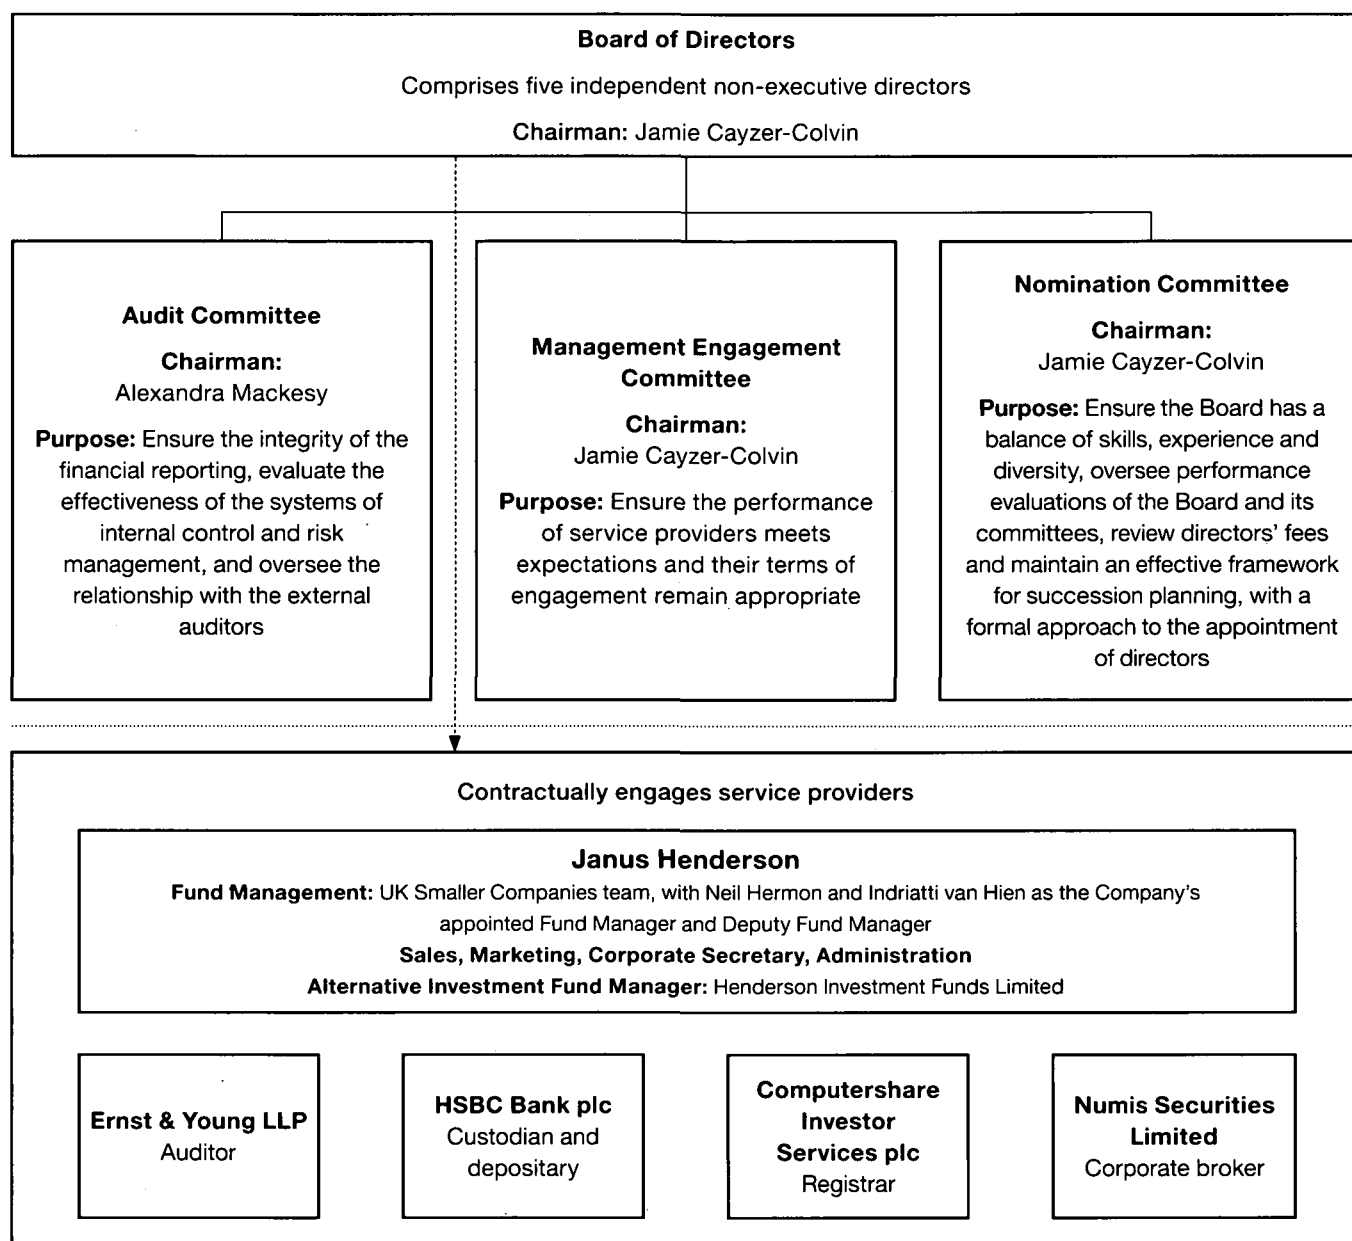 Board of Directors
Comprises five independent non-executive directors
Chairman: Jamie Cayzer-Colvin
Audit Committee
Chairman:
Alexandra Mackesy
Purpose: Ensure the integrity of the
financial reporting, evaluate the
effectiveness of the systems of
internal control and risk
management, and oversee the
relationship with the external
auditors
Management Engagement
Committee
Chairman:
Jamie Cayzer-Colvin
Purpose: Ensure the performance
of service providers meets
expectations and their terms of
engagement remain appropriate
Nomination Committee
Chairman:
Jamie Cayzer-Colvin
Purpose: Ensure the Board has a
balance of skills, experience and
diversity, oversee performance
evaluations of the Board and its
committees, review directors’ fees
and maintain an effective framework
for succession planning, with a
formal approach to the appointment
of directors
Contractually engages service providers
Janus Henderson
Fund Management: UK Smaller Companies team, with Neil Hermon and Indriatti van Hien as the Company’s
appointed Fund Manager and Deputy Fund Manager
Sales, Marketing, Corporate Secretary, Administration
Alternative Investment Fund Manager: Henderson Investment Funds Limited
Ernst & Young LLP
Auditor
HSBC Bank plc
Custodian and
depositary
Computershare
Investor
Services plc
Registrar
Numis Securities
Limited
Corporate broker